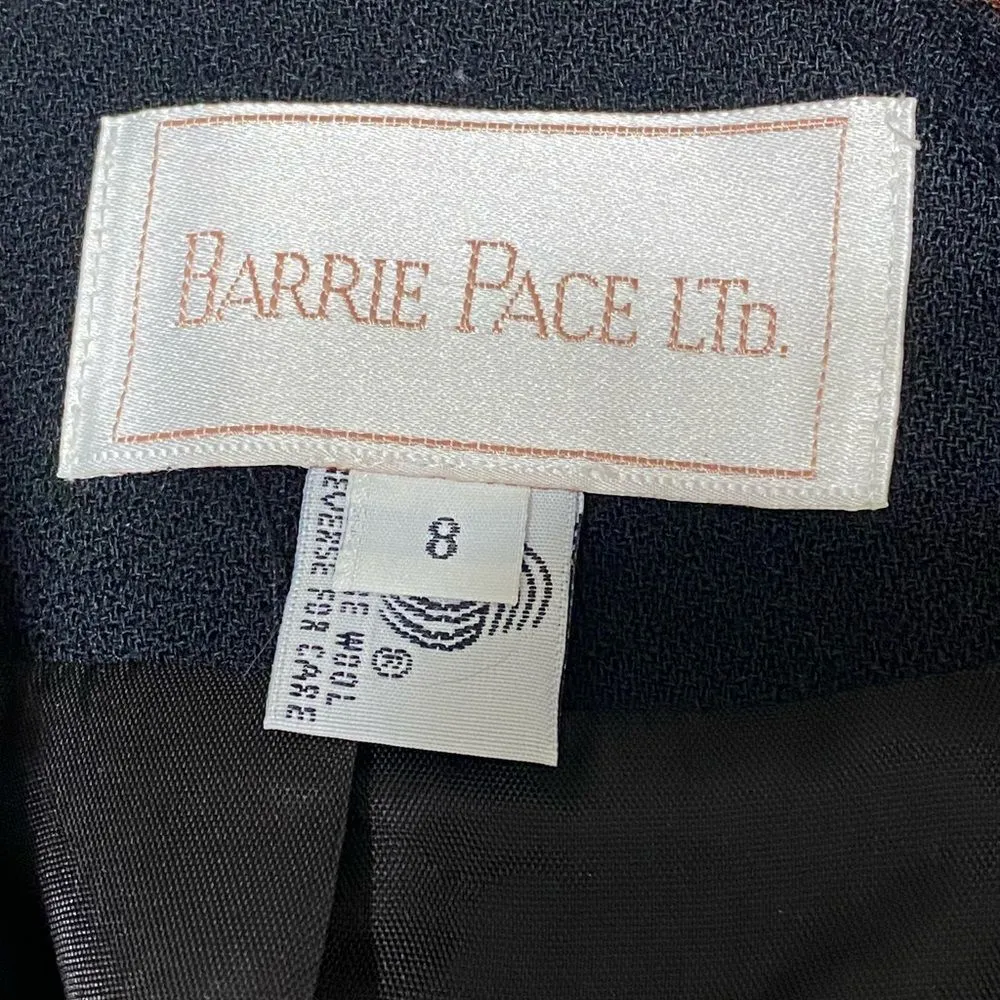 BARRIE PACE LTD.
8
REVERSE FOR CARE
WOOL
®